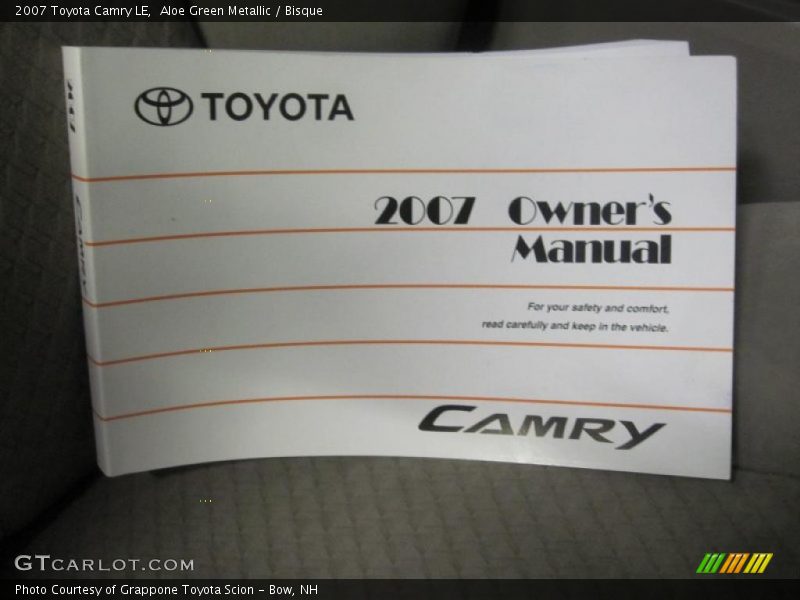 2007 Toyota Camry LE,  Aloe Green Metallic / Bisque
TOYOTA
2007 Owner's
Manual
For your safety and comfort,
read carefully and keep in the vehicle.
CAMRY
CAMRY
GTCARLOT.COM
Photo Courtesy of Grappone Toyota Scion - Bow, NH